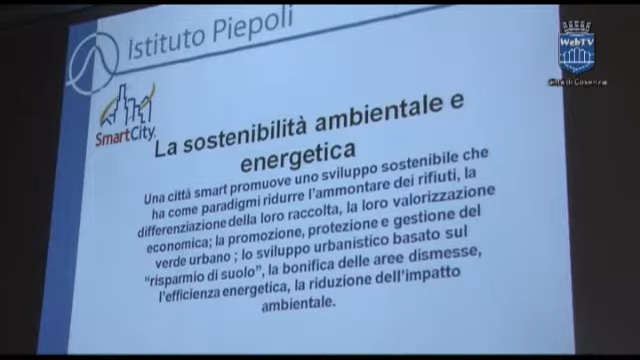 Istituto Piepoli
WebTV
Città di Cosenza
SmartCity
La sostenibilità ambientale e
energetica
Una città smart promuove uno sviluppo sostenibile che
ha come paradigmi ridurre l'ammontare dei rifiuti, la
differenziazione della loro raccolta, la loro valorizzazione
economica; la promozione, protezione e gestione del
verde urbano ; lo sviluppo urbanistico basato sul
"risparmio di suolo", la bonifica delle aree dismesse,
l'efficienza energetica, la riduzione dell'impatto
ambientale.